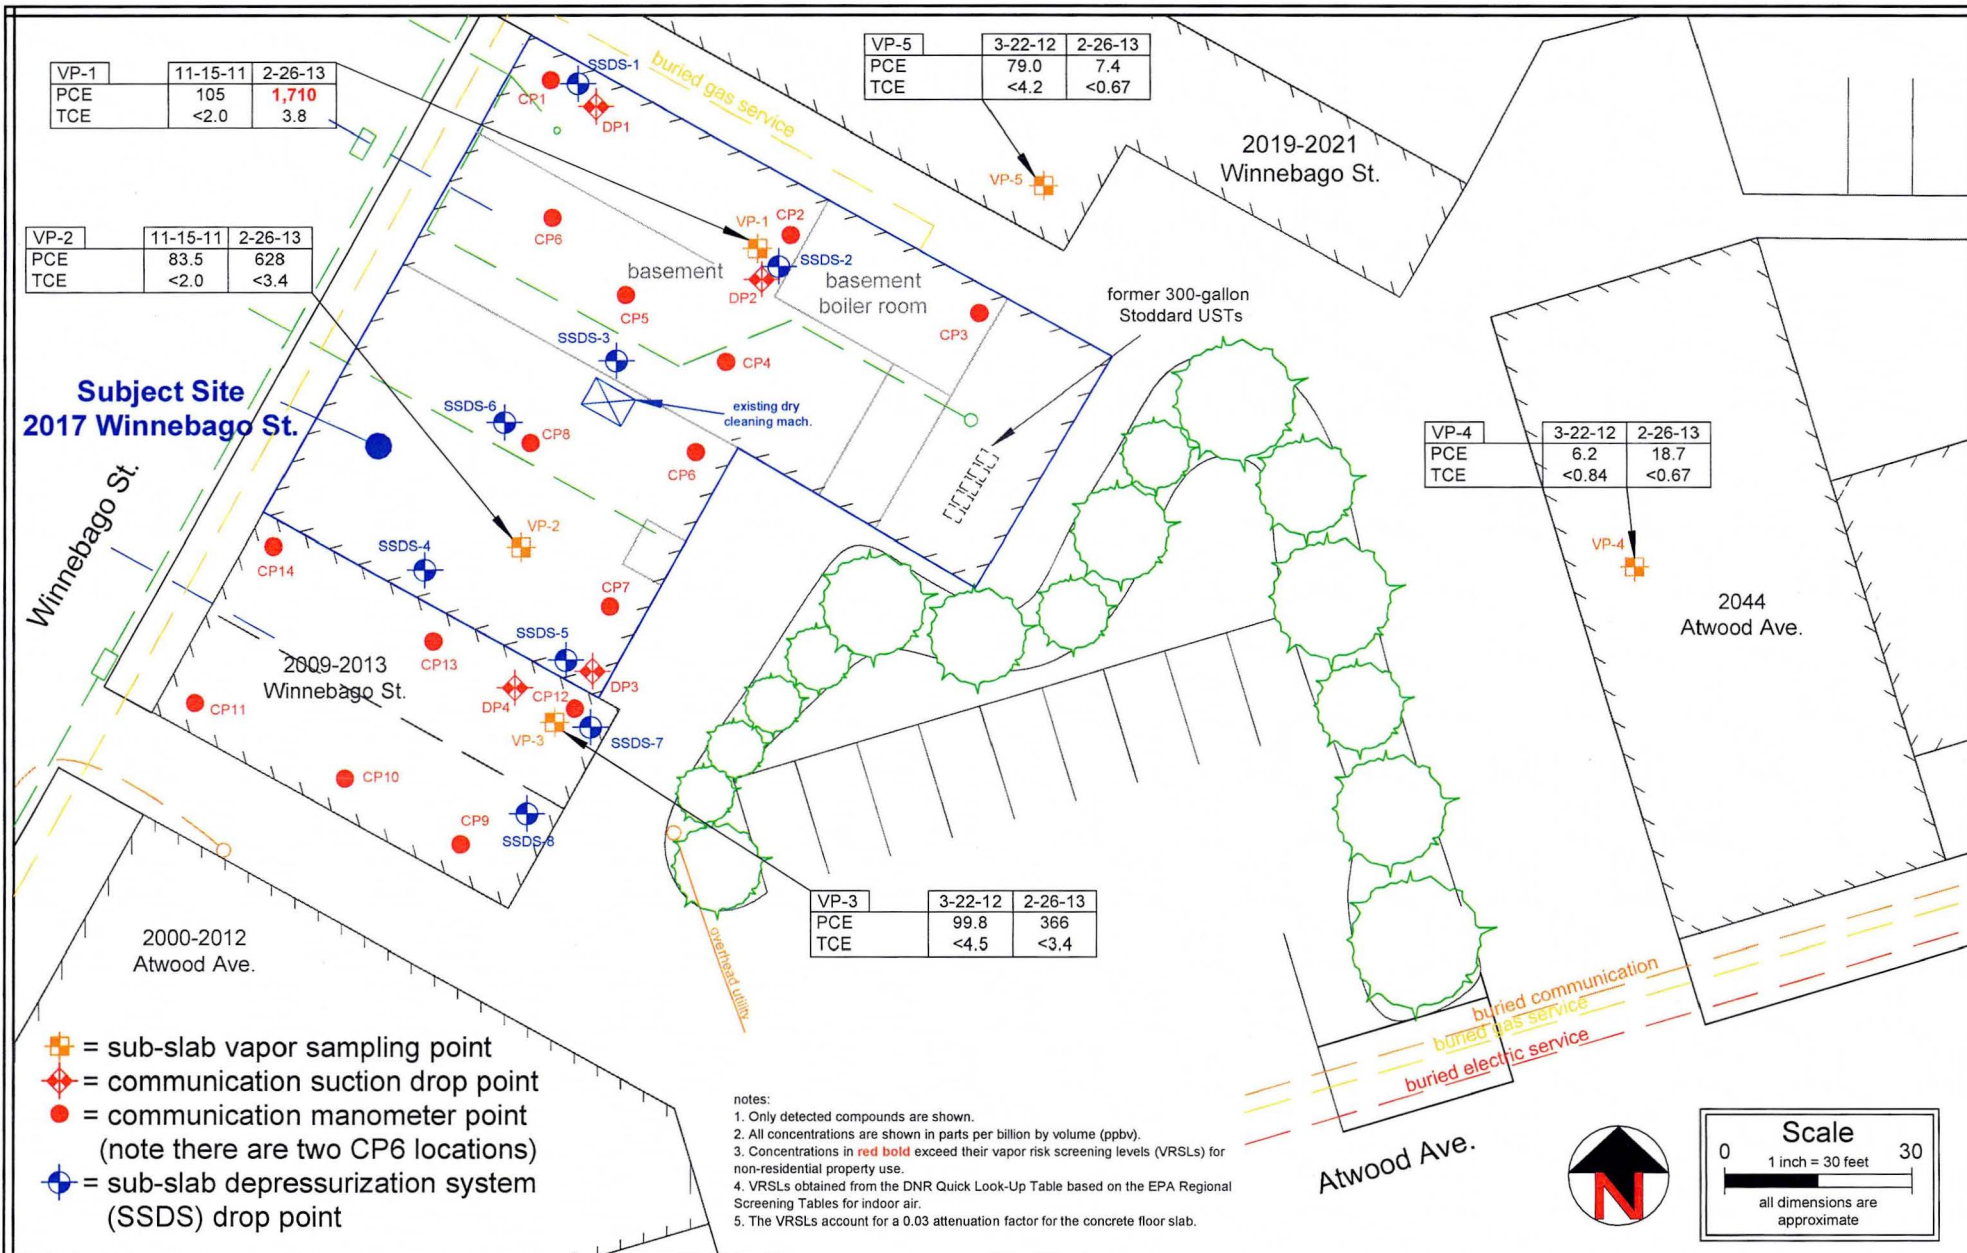 VP-1 11-15-11 2-26-13
PCE 105 1,710
TCE <2.0 3.8
VP-5 3-22-12 2-26-13
PCE 79.0 7.4
TCE <4.2 <0.67
VP-2 11-15-11 2-26-13
PCE 83.5 628
TCE <2.0 <3.4
VP-4 3-22-12 2-26-13
PCE 6.2 18.7
TCE <0.84 <0.67
VP-3 3-22-12 2-26-13
PCE 99.8 366
TCE <4.5 <3.4
SSDS-1
CP1
DP1
buried gas service
2019-2021
Winnebago St.
VP-5
CP6
VP-1
CP2
SSDS-2
DP2
basement
basement
boiler room
CP5
CP3
former 300-gallon
Stoddard USTs
SSDS-3
CP4
existing dry
cleaning mach.
Subject Site
2017 Winnebago St.
SSDS-6
CP8
CP6
Winnebago St.
VP-2
VP-4
2044
Atwood Ave.
SSDS-4
CP14
CP7
SSDS-5
CP13
2009-2013
Winnebago St.
DP3
DP4
CP12
CP11
VP-3
SSDS-7
CP10
CP9
SSDS-8
overhead utility
2000-2012
Atwood Ave.
buried communication
buried gas service
buried electric service
Atwood Ave.
= sub-slab vapor sampling point
= communication suction drop point
= communication manometer point
(note there are two CP6 locations)
= sub-slab depressurization system
(SSDS) drop point
notes:
1. Only detected compounds are shown.
2. All concentrations are shown in parts per billion by volume (ppbv).
3. Concentrations in red bold exceed their vapor risk screening levels (VRSLs) for
non-residential property use.
4. VRSLs obtained from the DNR Quick Look-Up Table based on the EPA Regional
Screening Tables for indoor air.
5. The VRSLs account for a 0.03 attenuation factor for the concrete floor slab.
N
Scale
0 30
1 inch = 30 feet
all dimensions are
approximate